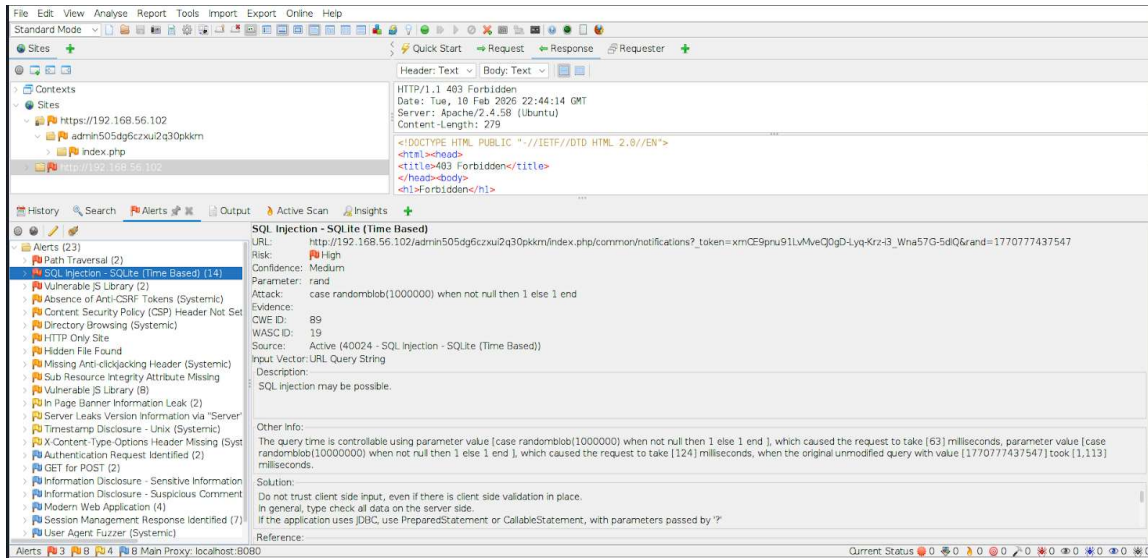 File Edit View Analyse Report Tools Import Export Online Help
Standard Mode
Sites
Quick Start Request Response Requester
Header: Text Body: Text
Contexts
Sites
https://192.168.56.102
admin505dg6czxui2q30pkkm
index.php
http://192.168.56.102
HTTP/1.1 403 Forbidden
Date: Tue, 10 Feb 2026 22:44:14 GMT
Server: Apache/2.4.58 (Ubuntu)
Content-Length: 279
<!DOCTYPE HTML PUBLIC "-//IETF//DTD HTML 2.0//EN">
<html><head>
<title>403 Forbidden</title>
</head><body>
<h1>Forbidden</h1>
History Search Alerts Output Active Scan Insights
Alerts (23)
Path Traversal (2)
SQL Injection - SQLite (Time Based) (14)
Vulnerable JS Library (2)
Absence of Anti-CSRF Tokens (Systemic)
Content Security Policy (CSP) Header Not Set
Directory Browsing (Systemic)
HTTP Only Site
Hidden File Found
Missing Anti-clickjacking Header (Systemic)
Sub Resource Integrity Attribute Missing
Vulnerable JS Library (8)
In Page Banner Information Leak (2)
Server Leaks Version Information via "Server"
Timestamp Disclosure - Unix (Systemic)
X-Content-Type-Options Header Missing (Syst
Authentication Request Identified (2)
GET for POST (2)
Information Disclosure - Sensitive Information
Information Disclosure - Suspicious Comment
Modern Web Application (4)
Session Management Response Identified (7)
User Agent Fuzzer (Systemic)
SQL Injection - SQLite (Time Based)
URL: http://192.168.56.102/admin505dg6czxui2q30pkkm/index.php/common/notifications?_token=xmCE9pnu91LvMveQJ0gD-Lyq-Krz-i3_Wna57G-5dlQ&rand=1770777437547
Risk: High
Confidence: Medium
Parameter: rand
Attack: case randomblob(1000000) when not null then 1 else 1 end
Evidence:
CWE ID: 89
WASC ID: 19
Source: Active (40024 - SQL Injection - SQLite (Time Based))
Input Vector: URL Query String
Description:
SQL injection may be possible.
Other Info:
The query time is controllable using parameter value [case randomblob(1000000) when not null then 1 else 1 end ], which caused the request to take [63] milliseconds, parameter value [case
randomblob(10000000) when not null then 1 else 1 end ], which caused the request to take [124] milliseconds, when the original unmodified query with value [1770777437547] took [1,113]
milliseconds.
Solution:
Do not trust client side input, even if there is client side validation in place.
In general, type check all data on the server side.
If the application uses JDBC, use PreparedStatement or CallableStatement, with parameters passed by '?'
Reference:
Alerts 3 8 4 8 Main Proxy: localhost:8080
Current Status 0 0 0 0 0 0 0 0 0